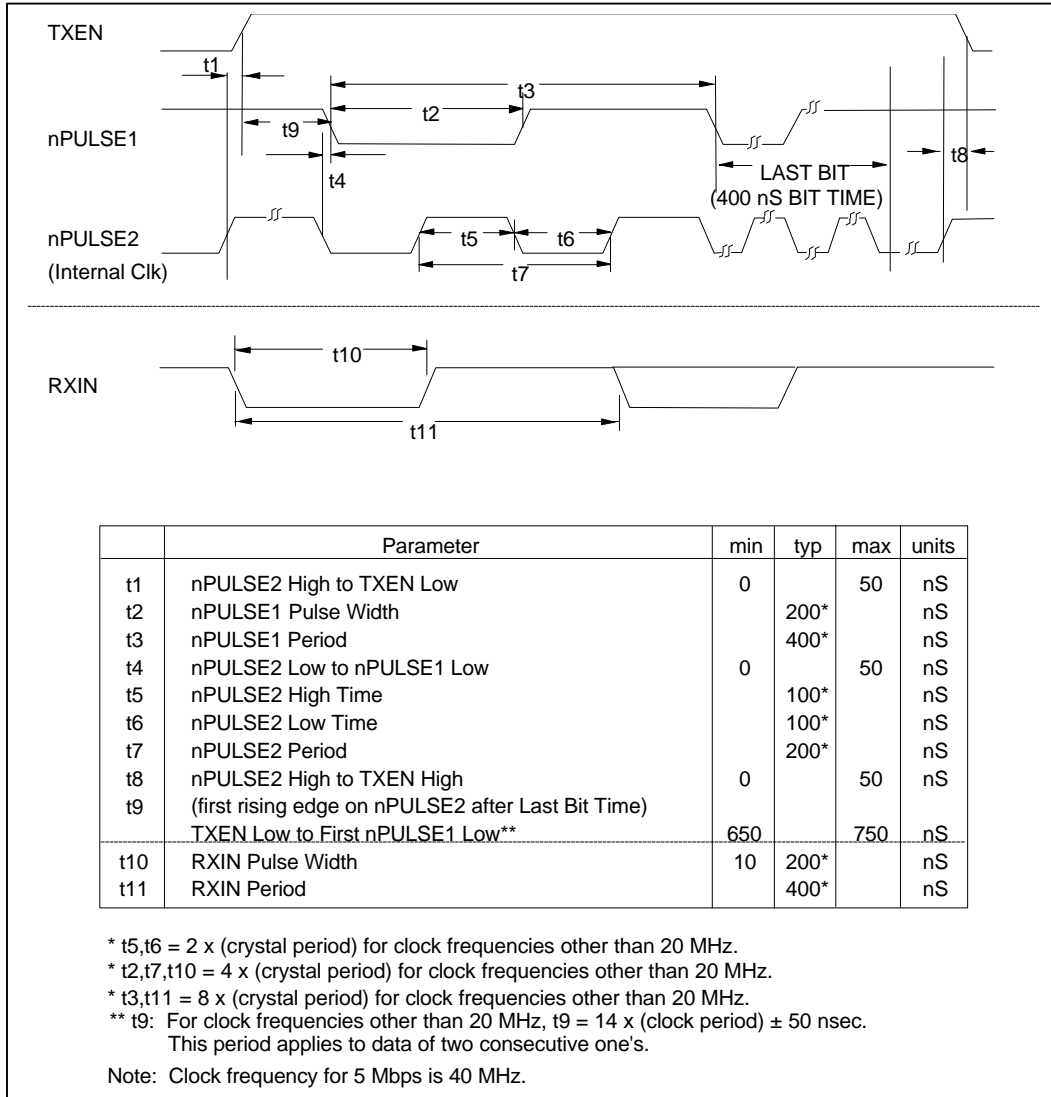 TXEN
t1
t3
t2
nPULSE1
t9
t8
t4
LAST BIT
(400 nS BIT TIME)
nPULSE2
t5
t6
(Internal Clk)
t7
t10
RXIN
t11
Parameter min typ max units
t1 nPULSE2 High to TXEN Low 0 50 nS
t2 nPULSE1 Pulse Width 200* nS
t3 nPULSE1 Period 400* nS
t4 nPULSE2 Low to nPULSE1 Low 0 50 nS
t5 nPULSE2 High Time 100* nS
t6 nPULSE2 Low Time 100* nS
t7 nPULSE2 Period 200* nS
t8 nPULSE2 High to TXEN High 0 50 nS
t9 (first rising edge on nPULSE2 after Last Bit Time)
TXEN Low to First nPULSE1 Low** 650 750 nS
t10 RXIN Pulse Width 10 200* nS
t11 RXIN Period 400* nS
* t5,t6 = 2 x (crystal period) for clock frequencies other than 20 MHz.
* t2,t7,t10 = 4 x (crystal period) for clock frequencies other than 20 MHz.
* t3,t11 = 8 x (crystal period) for clock frequencies other than 20 MHz.
** t9: For clock frequencies other than 20 MHz, t9 = 14 x (clock period) ± 50 nsec.
This period applies to data of two consecutive one's.
Note: Clock frequency for 5 Mbps is 40 MHz.